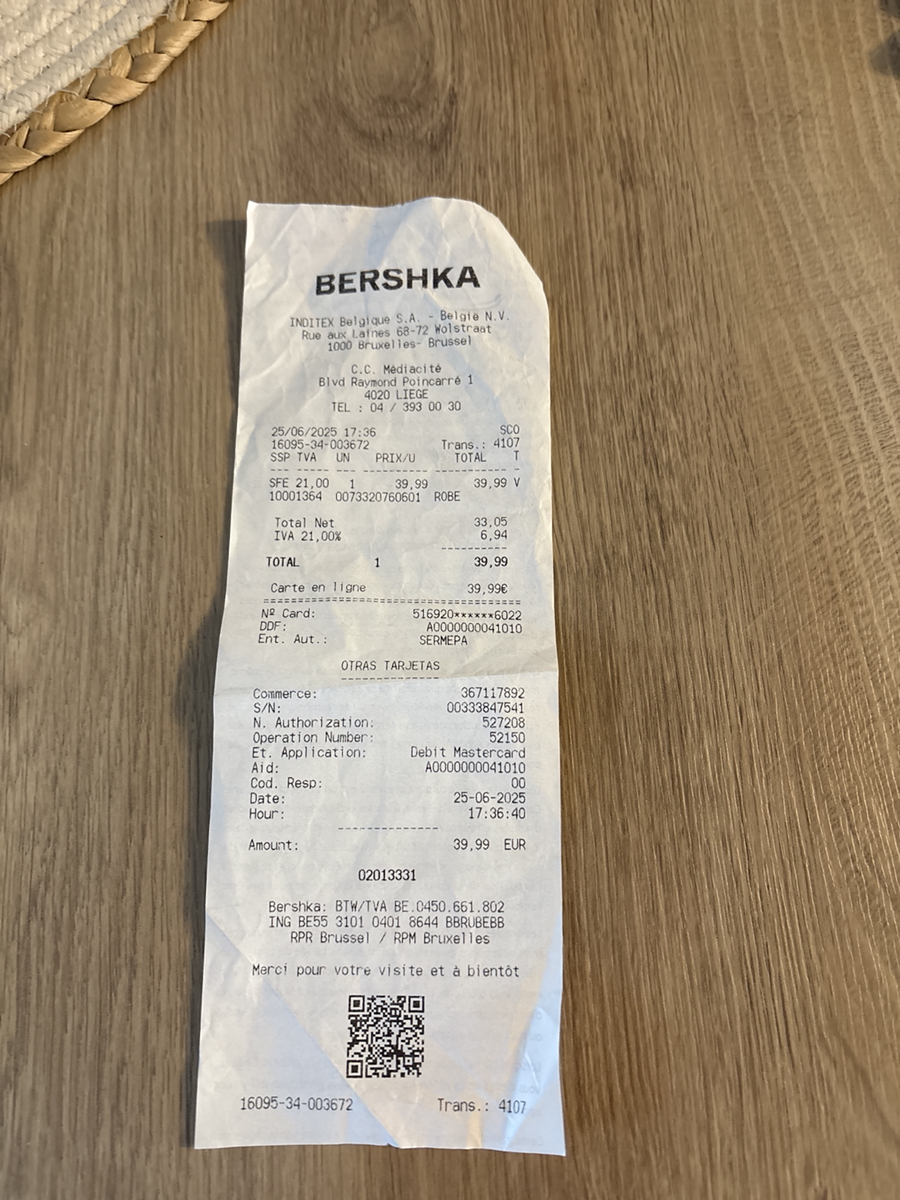 BERSHKA
INDITEX Belgique S.A. - België N.V.
Rue aux Laines 68-72 Wolstraat
1000 Bruxelles- Brussel
C.C. Médiacité
Blvd Raymond Poincarré 1
4020 LIEGE
TEL : 04 / 393 00 30
25/06/2025 17:36 SCO
16095-34-003672 Trans.: 4107
SSP TVA UN PRIX/U TOTAL T
--- --- --- -------- ----------- -
SFE 21,00 1 39,99 39,99 V
10001364 0073320760601 ROBE
Total Net 33,05
IVA 21,00% 6,94
----------
TOTAL 1 39,99
Carte en ligne 39,99€
======================================
Nº Card: 516920******6022
DDF: A0000000041010
Ent. Aut.: SERMEPA
OTRAS TARJETAS
--------------
Commerce: 367117892
S/N: 00333847541
N. Authorization: 527208
Operation Number: 52150
Et. Application: Debit Mastercard
Aid: A0000000041010
Cod. Resp: 00
Date: 25-06-2025
Hour: 17:36:40
--------------
Amount: 39,99 EUR
02013331
Bershka: BTW/TVA BE.0450.661.802
ING BE55 3101 0401 8644 BBRUBEBB
RPR Brussel / RPM Bruxelles
Merci pour votre visite et à bientôt
16095-34-003672 Trans.: 4107